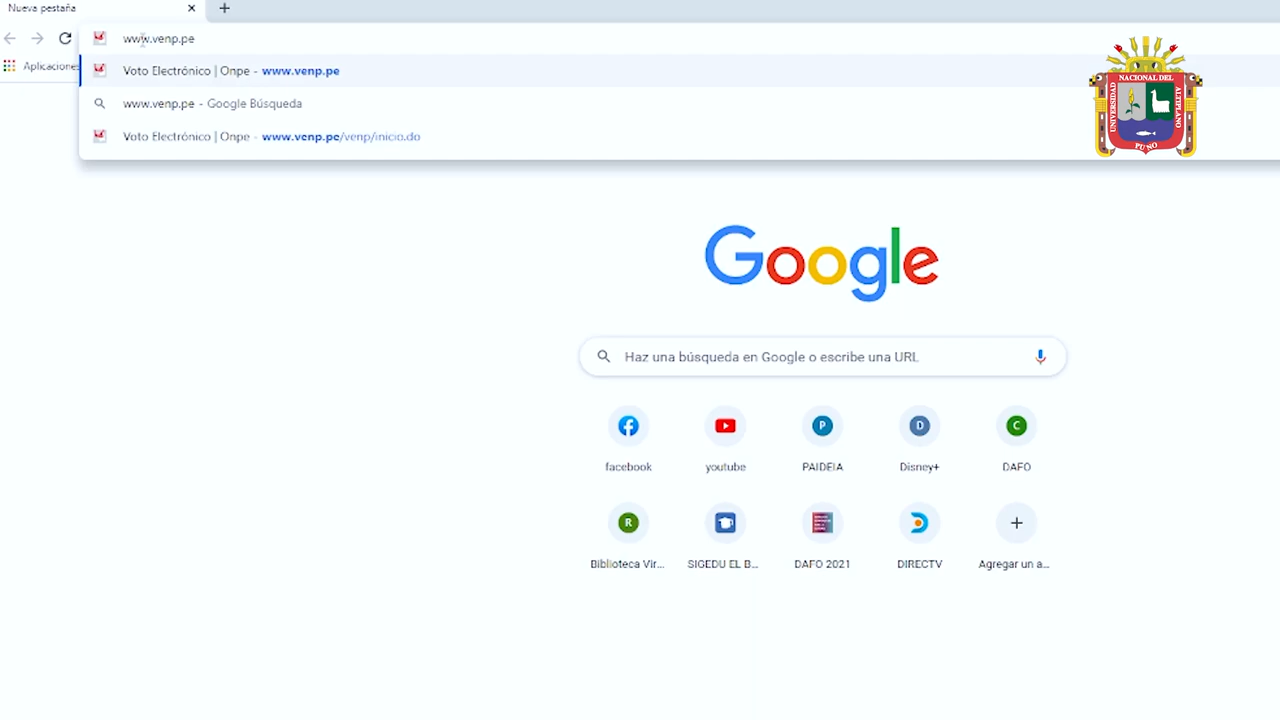 Nueva pestaña
www.venp.pe
Aplicaciones
Voto Electrónico | Onpe - www.venp.pe
www.venp.pe - Google Búsqueda
Voto Electrónico | Onpe - www.venp.pe/venp/inicio.do
UNIVERSIDAD NACIONAL DEL ALTIPLANO
PUNO
Google
Haz una búsqueda en Google o escribe una URL
facebook youtube PAIDEIA Disney+ DAFO
P D C
R
Biblioteca Vir... SIGEDU EL B... DAFO 2021 DIRECTV Agregar un a...